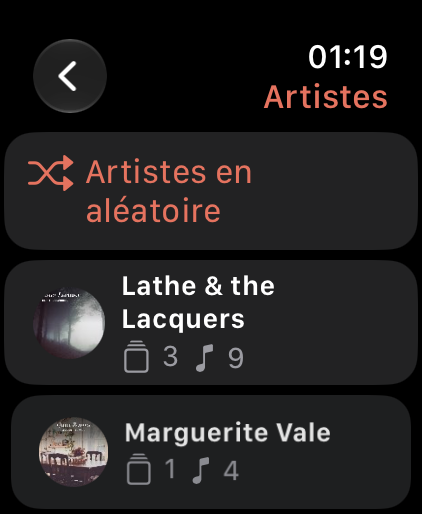 01:19
Artistes
Artistes en
aléatoire
Lathe & the
Lacquers
3 9
Marguerite Vale
1 4